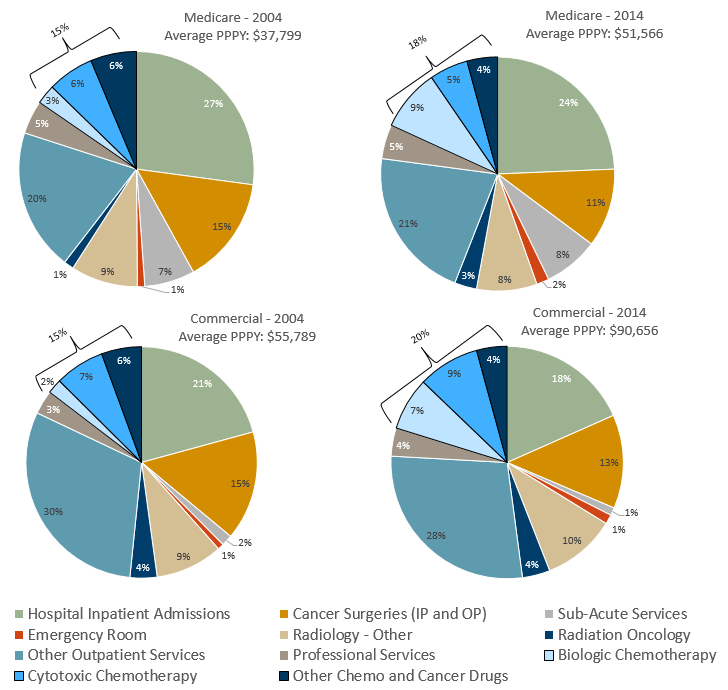 Medicare - 2004
Average PPPY: $37,799
15%
6%
27%
15%
7%
1%
9%
1%
20%
5%
3%
6%
Medicare - 2014
Average PPPY: $51,566
18%
4%
24%
11%
8%
2%
8%
3%
21%
5%
9%
5%
Commercial - 2004
Average PPPY: $55,789
15%
6%
21%
15%
2%
1%
9%
4%
30%
3%
2%
7%
Commercial - 2014
Average PPPY: $90,656
20%
4%
18%
13%
1%
1%
10%
4%
28%
4%
7%
9%
Hospital Inpatient Admissions
Cancer Surgeries (IP and OP)
Sub-Acute Services
Emergency Room
Radiology - Other
Radiation Oncology
Other Outpatient Services
Professional Services
Biologic Chemotherapy
Cytotoxic Chemotherapy
Other Chemo and Cancer Drugs